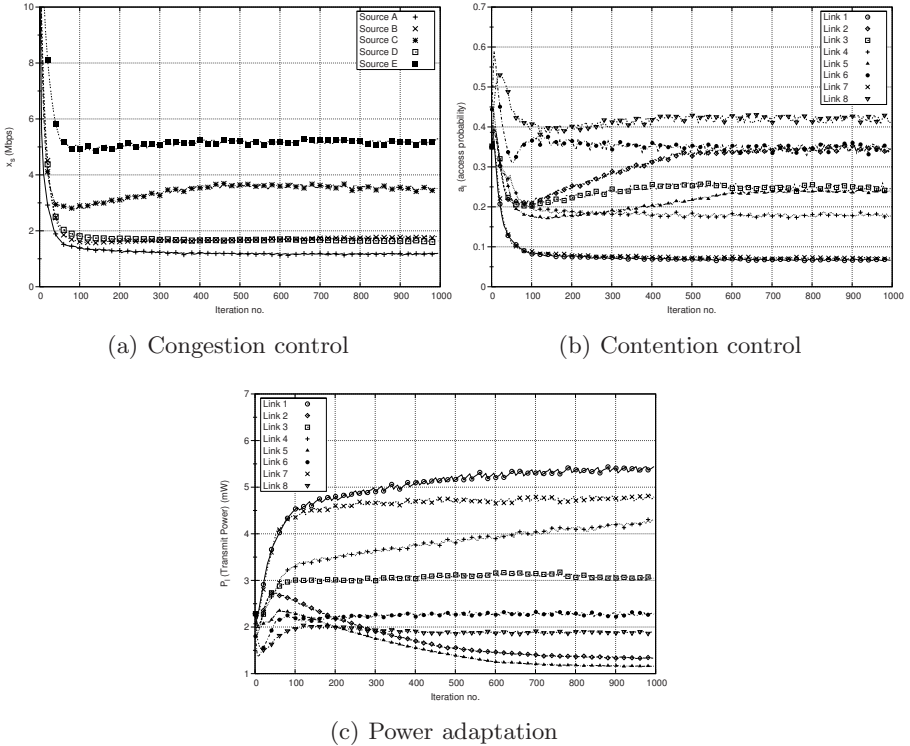 10
8
6
4
2
0
x_s (Mbps)
0 100 200 300 400 500 600 700 800 900 1000
Iteration no.
Source A
Source B
Source C
Source D
Source E
(a) Congestion control
0.7
0.6
0.5
0.4
0.3
0.2
0.1
0
a_l (access probability)
0 100 200 300 400 500 600 700 800 900 1000
Iteration no.
Link 1
Link 2
Link 3
Link 4
Link 5
Link 6
Link 7
Link 8
(b) Contention control
7
6
5
4
3
2
1
P_l (Transmit Power) (mW)
0 100 200 300 400 500 600 700 800 900 1000
Iteration no.
Link 1
Link 2
Link 3
Link 4
Link 5
Link 6
Link 7
Link 8
(c) Power adaptation